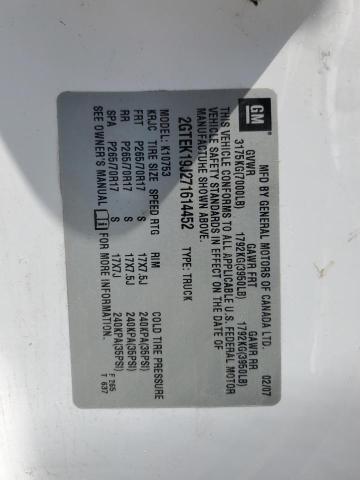 GM
MFD BY GENERAL MOTORS OF CANADA LTD
02/07
GVWR GAWR FRT GAWR RR
3175KG(7000LB) 1792KG(3950LB) 1792KG(3950LB)
THIS VEHICLE CONFORMS TO ALL APPLICABLE U.S. FEDERAL MOTOR
VEHICLE SAFETY STANDARDS IN EFFECT ON THE DATE OF
MANUFACTURE SHOWN ABOVE.
2GTEK19J271614452 TYPE: TRUCK
MODEL: K10753
KRJC TIRE SIZE SPEED RTG RIM COLD TIRE PRESSURE
FRT P265/70R17 S 17X7.5J 240KPA(35PSI)
RR P265/70R17 S 17X7.5J 240KPA(35PSI)
SPA P265/70R17 S 17X7J 240KPA(35PSI)
FOR MORE INFORMATION.
F 265
T 637